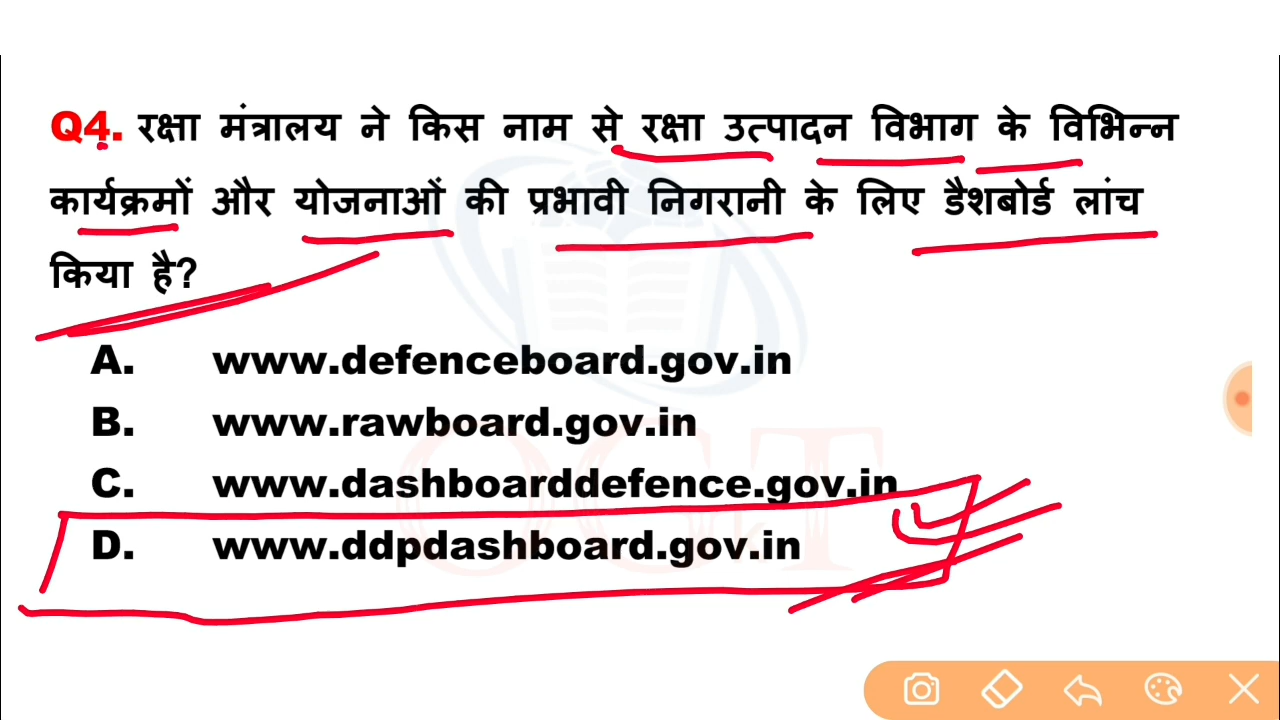 Q4. रक्षा मंत्रालय ने किस नाम से रक्षा उत्पादन विभाग के विभिन्न
कार्यक्रमों और योजनाओं की प्रभावी निगरानी के लिए डैशबोर्ड लांच
किया है?
A. www.defenceboard.gov.in
B. www.rawboard.gov.in
C. www.dashboarddefence.gov.in
D. www.ddpdashboard.gov.in
OGT